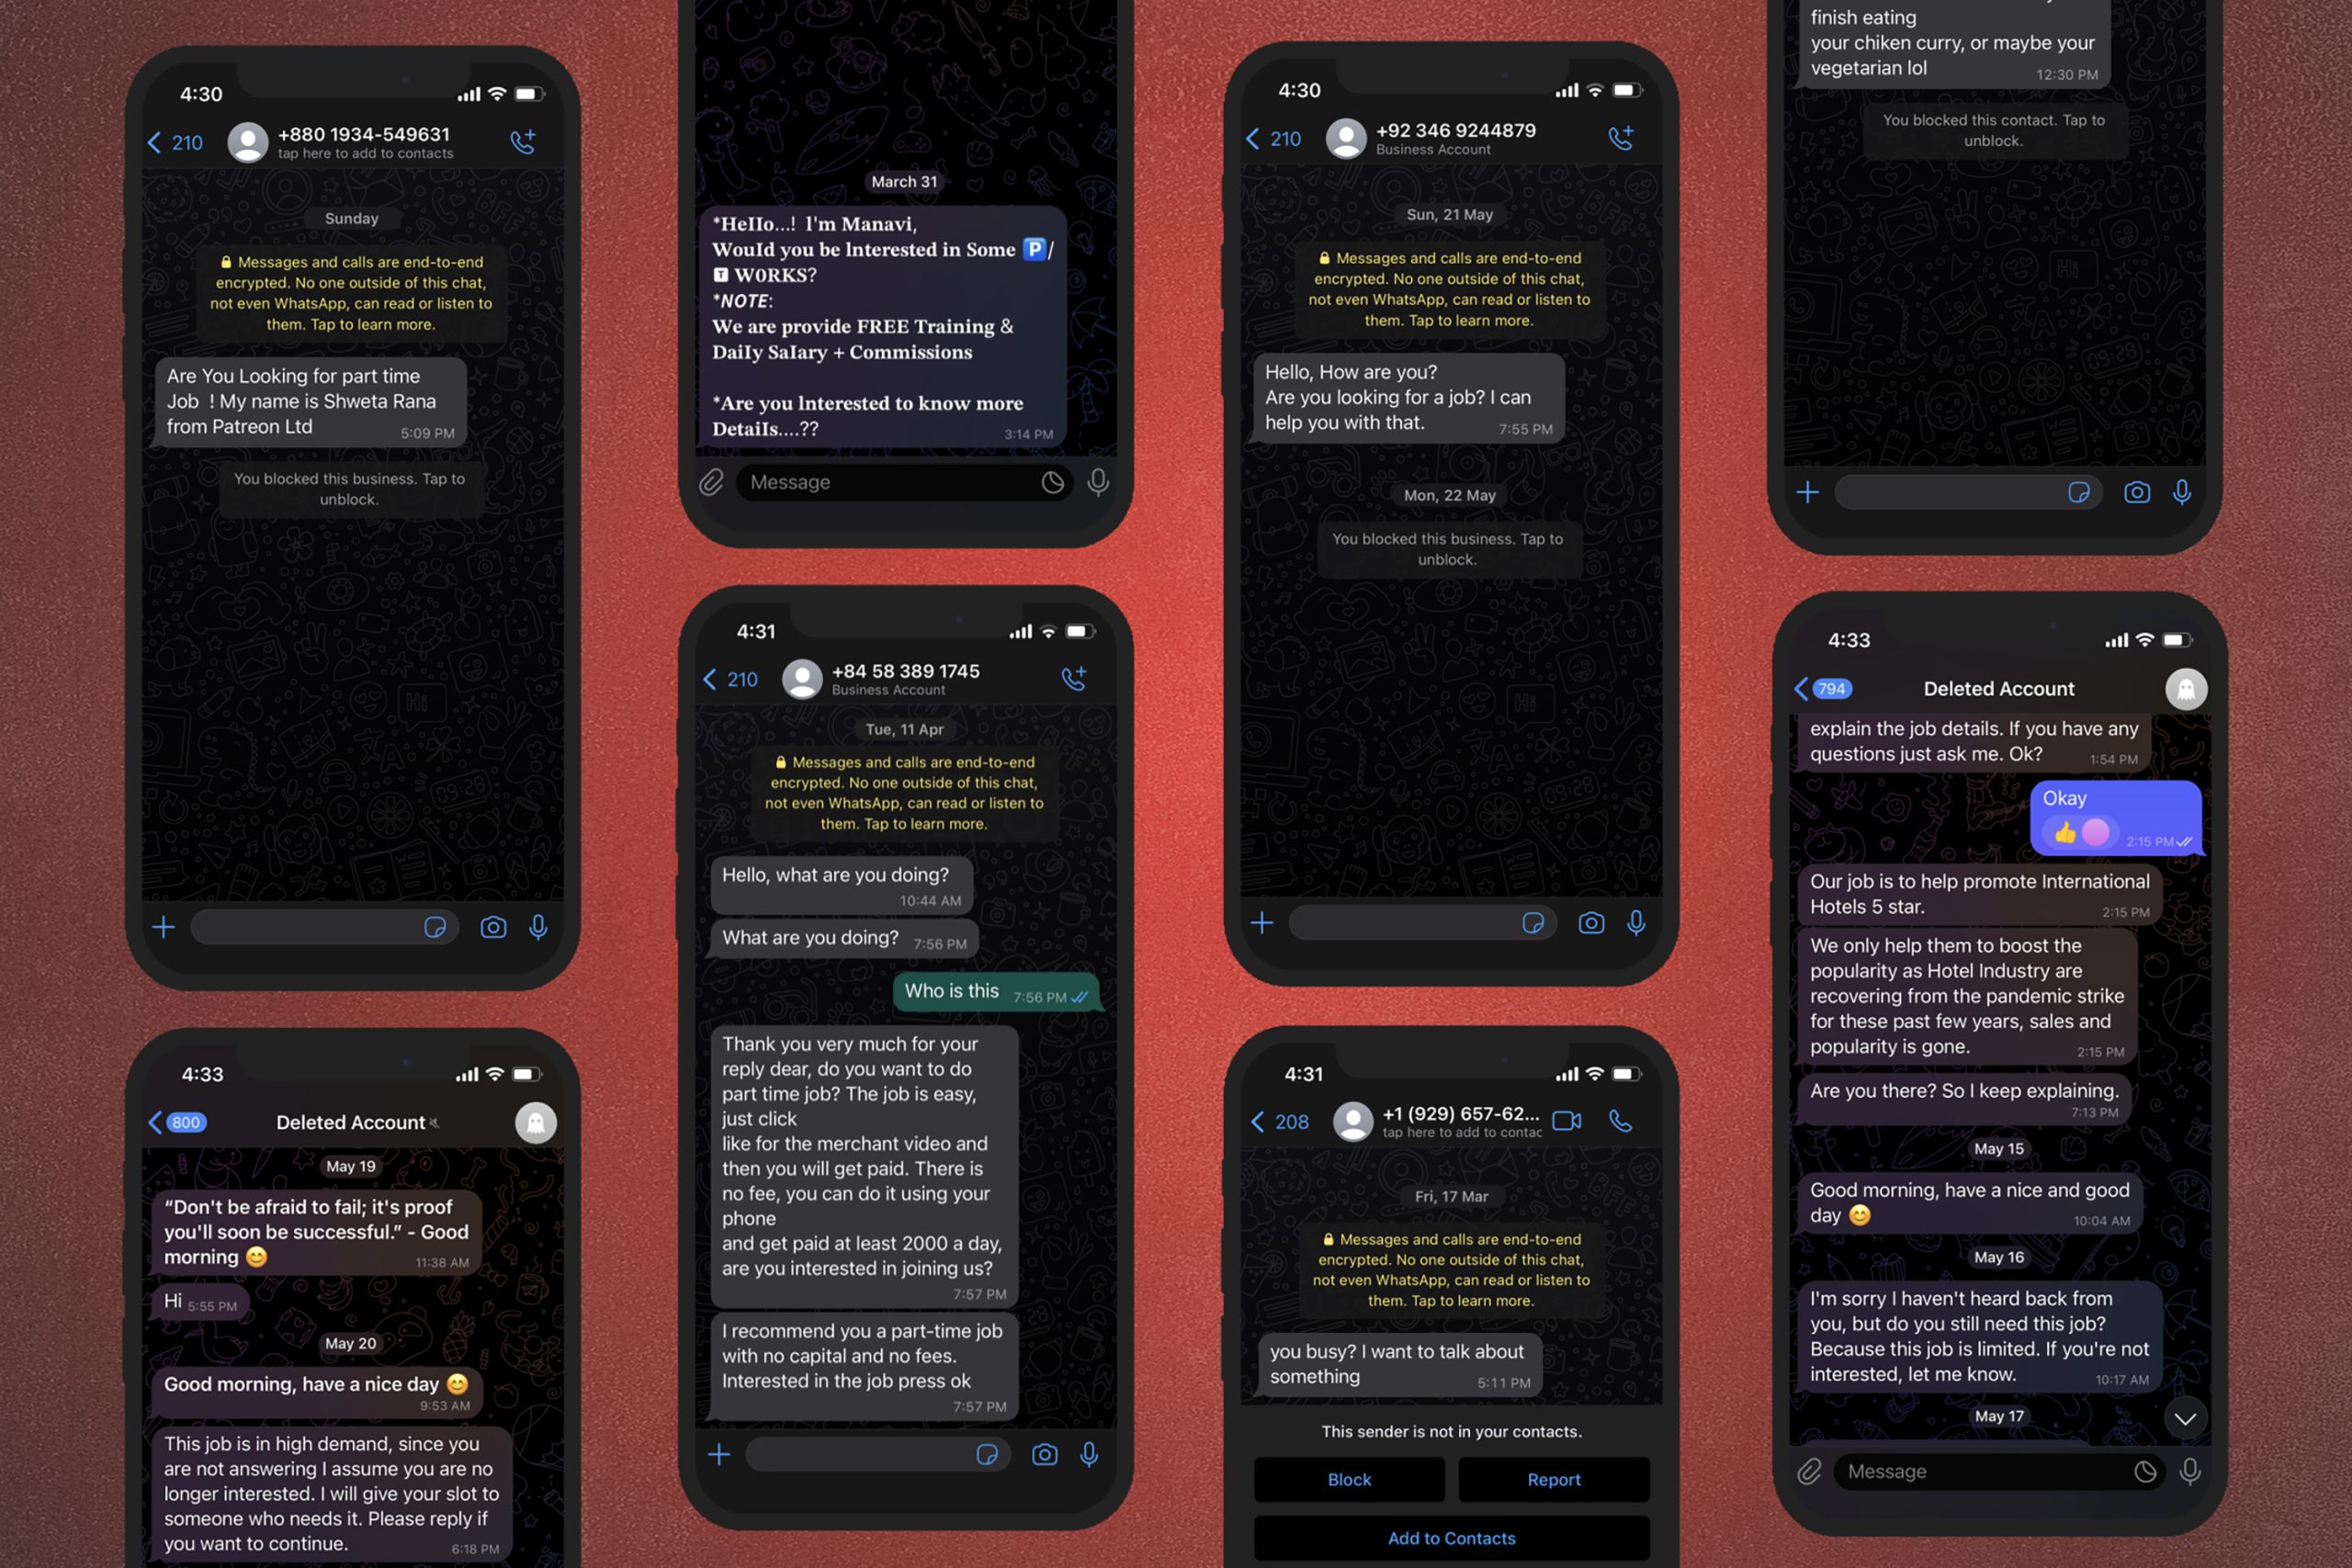 4:30
210
+880 1934-549631
tap here to add to contacts
Sunday
Messages and calls are end-to-end
encrypted. No one outside of this chat,
not even WhatsApp, can read or listen to
them. Tap to learn more.
Are You Looking for part time
Job ! My name is Shweta Rana
from Patreon Ltd
5:09 PM
You blocked this business. Tap to
unblock.
4:33
800
Deleted Account
May 19
“Don't be afraid to fail; it's proof
you'll soon be successful.” - Good
morning 😊
11:38 AM
Hi 5:55 PM
May 20
Good morning, have a nice day 😊
9:53 AM
This job is in high demand, since you
are not answering I assume you are no
longer interested. I will give your slot to
someone who needs it. Please reply if
you want to continue.
6:18 PM
March 31
*HeIIo...! I'm Manavi,
WouId you be Interested in Some 🅿️/
🆃 W0RKS?
*NOTE:
We are provide FREE Training &
DaiIy SaIary + Commissions
*Are you Interested to know more
DetaiIs....??
3:14 PM
Message
4:31
210
+84 58 389 1745
Business Account
Tue, 11 Apr
Messages and calls are end-to-end
encrypted. No one outside of this chat,
not even WhatsApp, can read or listen to
them. Tap to learn more.
Hello, what are you doing?
10:44 AM
What are you doing? 7:56 PM
Who is this 7:56 PM
Thank you very much for your
reply dear, do you want to do
part time job? The job is easy,
just click
like for the merchant video and
then you will get paid. There is
no fee, you can do it using your
phone
and get paid at least 2000 a day,
are you interested in joining us?
7:57 PM
I recommend you a part-time job
with no capital and no fees.
Interested in the job press ok
7:57 PM
4:30
210
+92 346 9244879
Business Account
Sun, 21 May
Messages and calls are end-to-end
encrypted. No one outside of this chat,
not even WhatsApp, can read or listen to
them. Tap to learn more.
Hello, How are you?
Are you looking for a job? I can
help you with that.
7:55 PM
Mon, 22 May
You blocked this business. Tap to
unblock.
4:31
208
+1 (929) 657-62...
tap here to add to contac
Fri, 17 Mar
Messages and calls are end-to-end
encrypted. No one outside of this chat,
not even WhatsApp, can read or listen to
them. Tap to learn more.
you busy? I want to talk about
something
5:11 PM
This sender is not in your contacts.
Block
Report
Add to Contacts
finish eating
your chiken curry, or maybe your
vegetarian lol
12:30 PM
You blocked this contact. Tap to
unblock.
4:33
794
Deleted Account
explain the job details. If you have any
questions just ask me. Ok?
1:54 PM
Okay
👍
2:15 PM
Our job is to help promote International
Hotels 5 star.
2:15 PM
We only help them to boost the
popularity as Hotel Industry are
recovering from the pandemic strike
for these past few years, sales and
popularity is gone.
2:15 PM
Are you there? So I keep explaining.
7:13 PM
May 15
Good morning, have a nice and good
day 😊
10:04 AM
May 16
I'm sorry I haven't heard back from
you, but do you still need this job?
Because this job is limited. If you're not
interested, let me know.
10:17 AM
May 17
Message